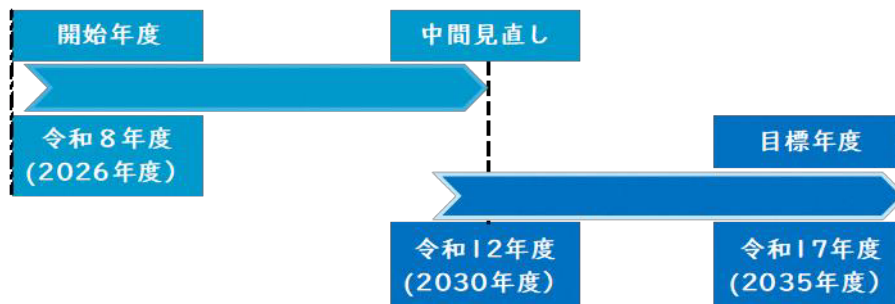 開始年度
中間見直し
令和8年度
(2026年度)
目標年度
令和12年度
(2030年度)
令和17年度
(2035年度)